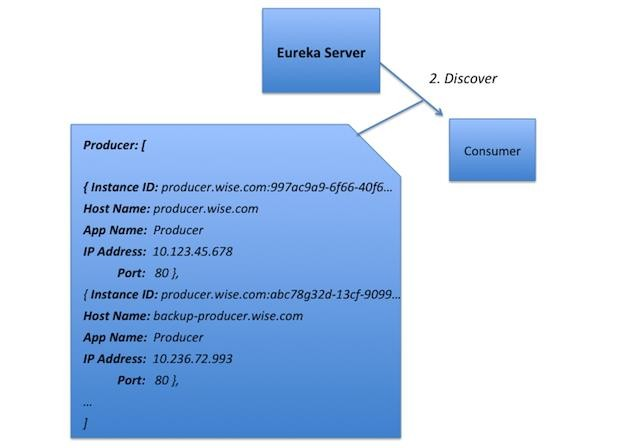 Eureka Server
2. Discover
Consumer
Producer: [
{ Instance ID: producer.wise.com:997ac9a9-6f66-40f6...
Host Name: producer.wise.com
App Name: Producer
IP Address: 10.123.45.678
Port: 80 },
{ Instance ID: producer.wise.com:abc78g32d-13cf-9099...
Host Name: backup-producer.wise.com
App Name: Producer
IP Address: 10.236.72.993
Port: 80 },
...
]